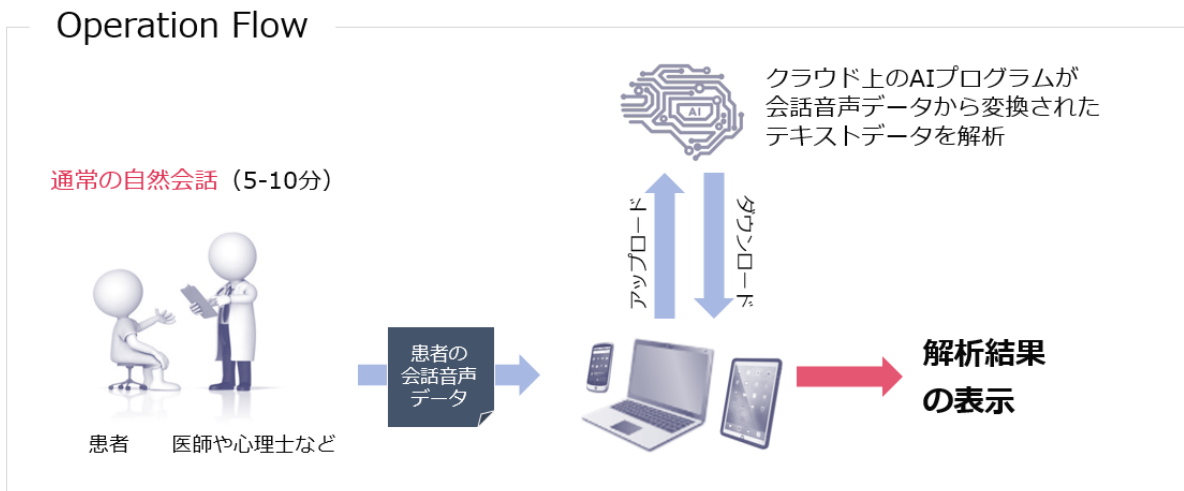 Operation Flow
クラウド上のAIプログラムが
会話音声データから変換された
テキストデータを解析
AI
通常の自然会話（5-10分）
アップロード
ダウンロード
患者の
会話音声
データ
解析結果
の表示
患者
医師や心理士など